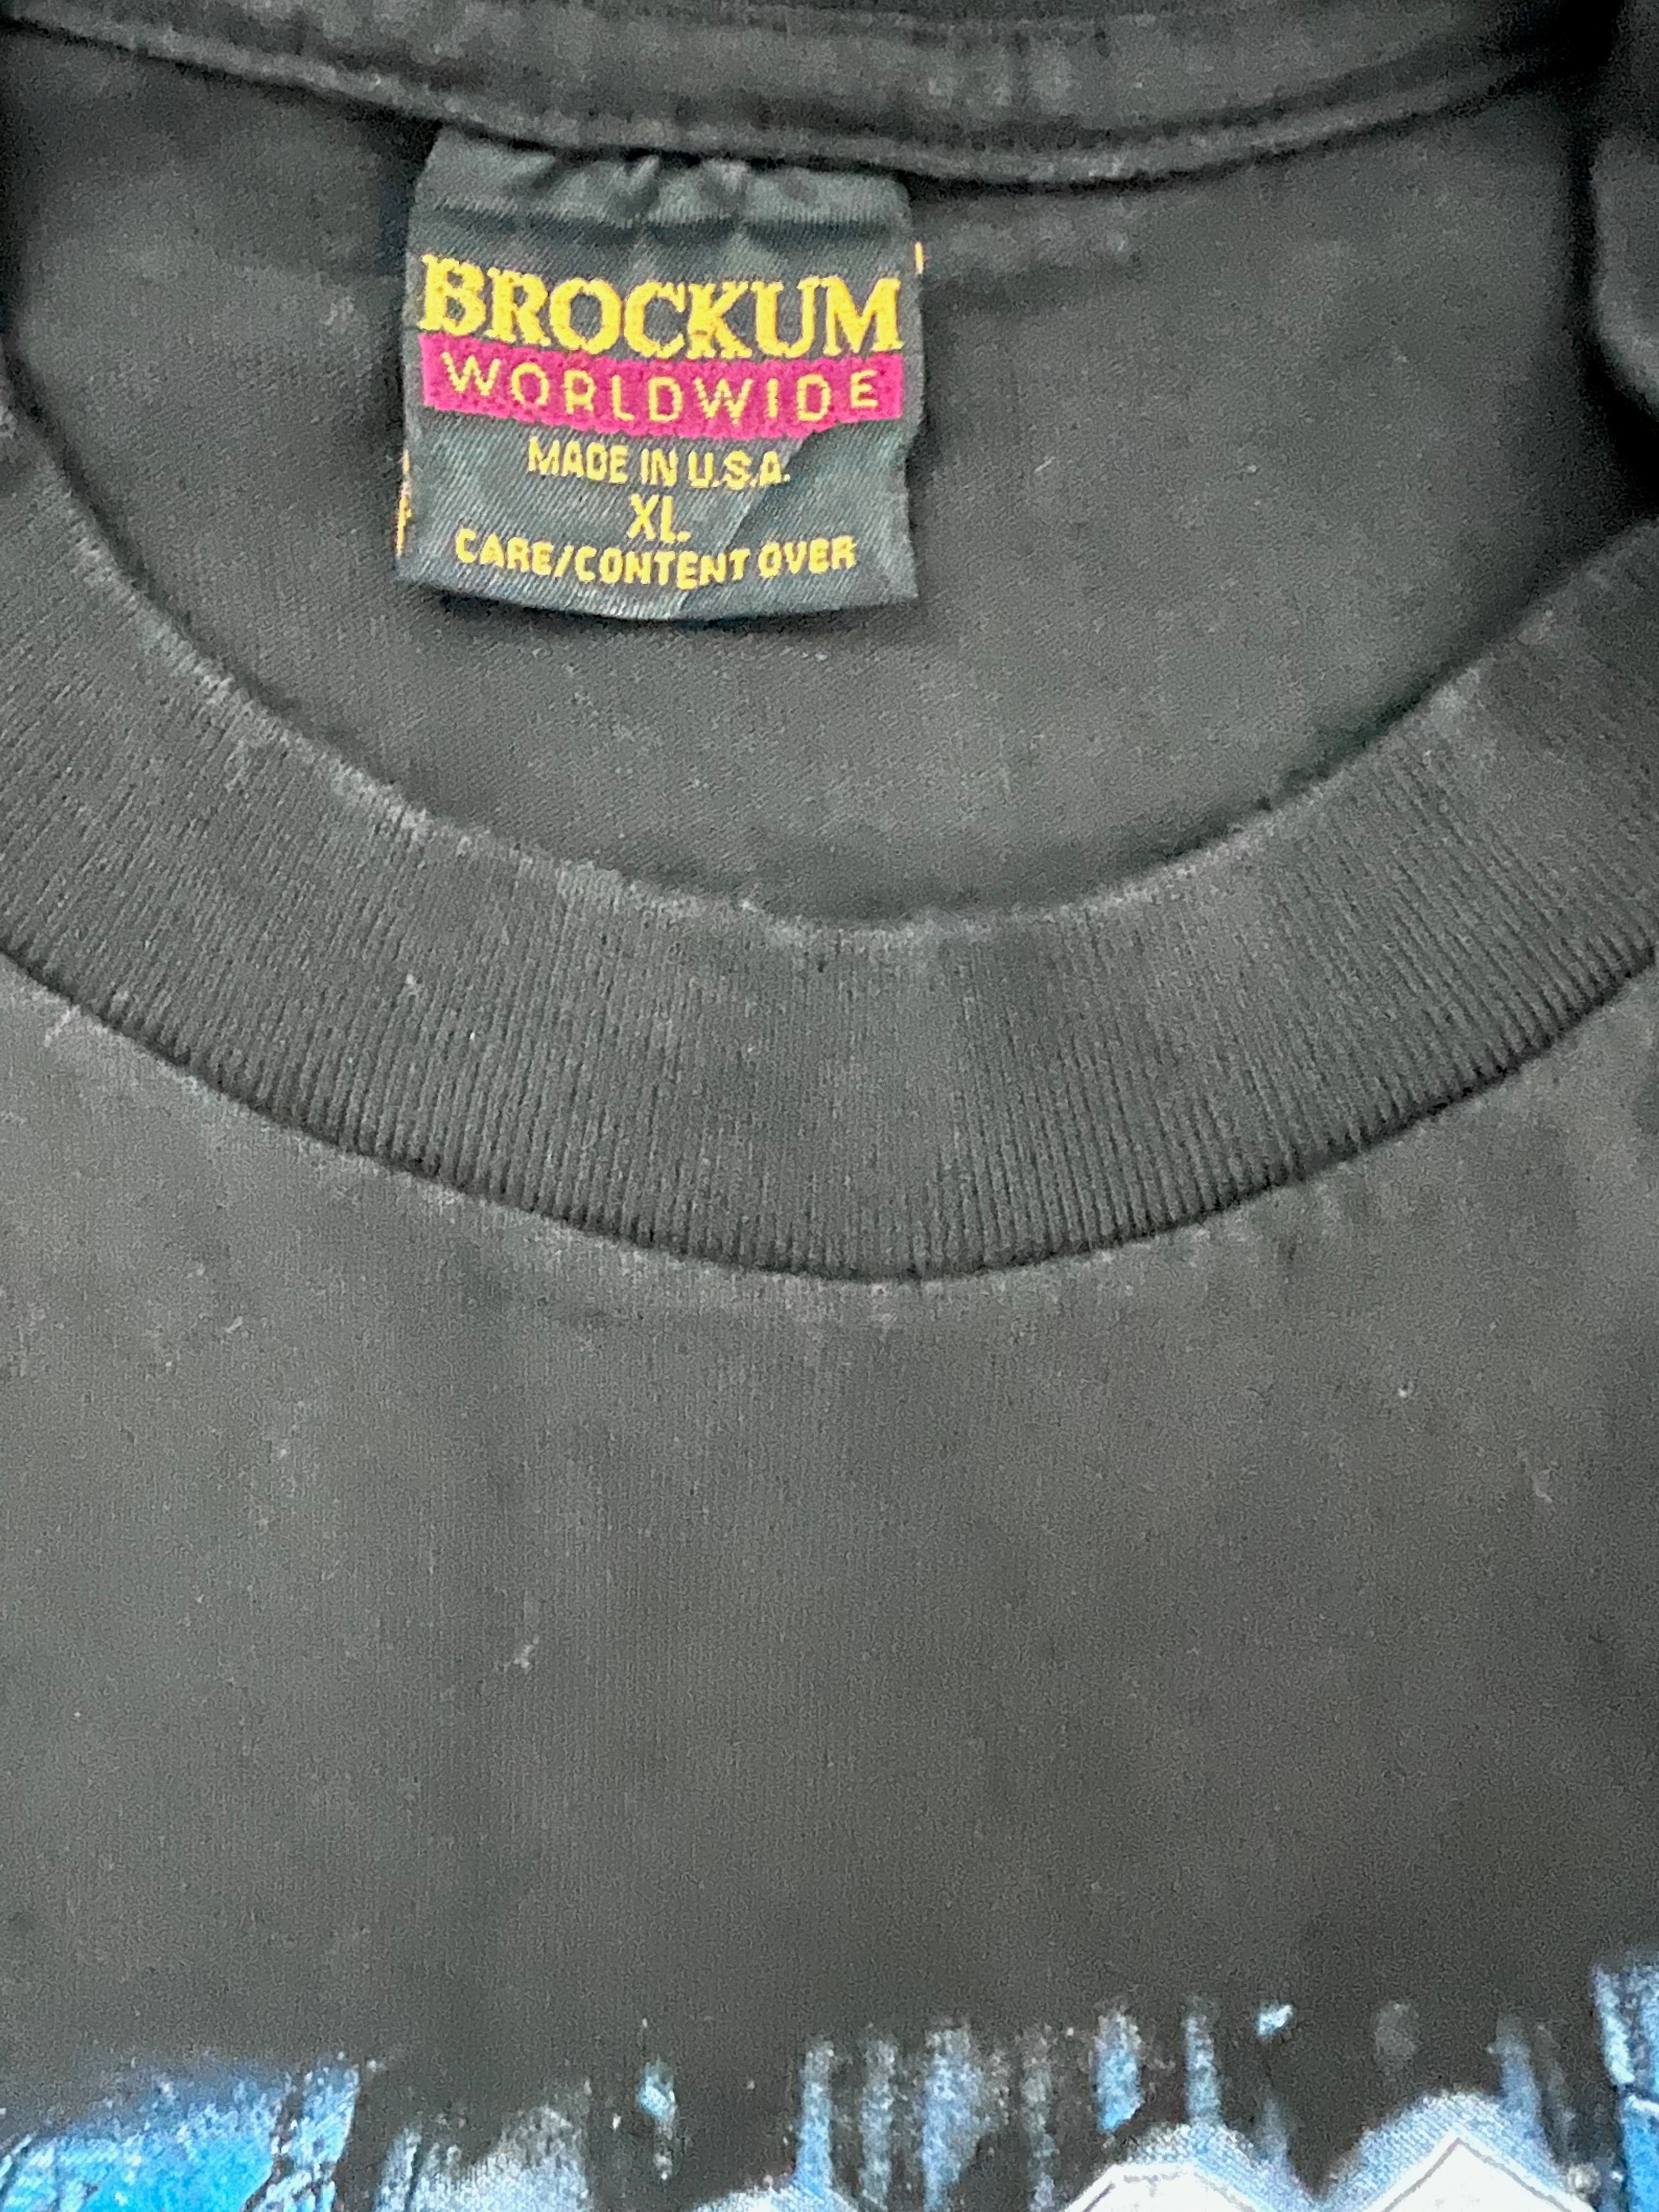 BROCKUM
WORLDWIDE
MADE IN U.S.A.
XL
CARE/CONTENT OVER